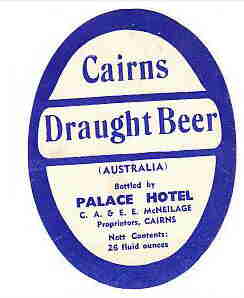 Cairns
Draught Beer
(AUSTRALIA)
Bottled by
PALACE HOTEL
C. A. & E. E. McNEILAGE
Proprietors, CAIRNS
Nett Contents:
26 fluid ounces